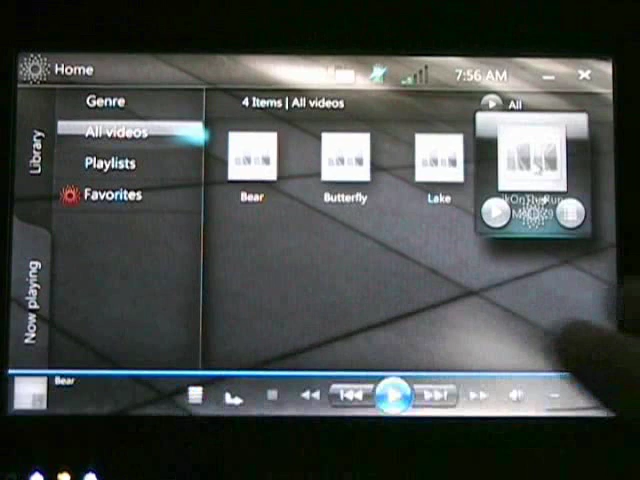 Home
7:56 AM
Library
Now playing
Genre
All videos
Playlists
Favorites
4 Items | All videos
All
Bear
Butterfly
Lake
Bear